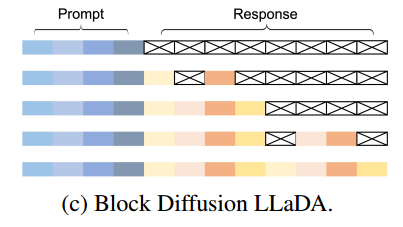 Prompt Response
(c) Block Diffusion LLaDA.